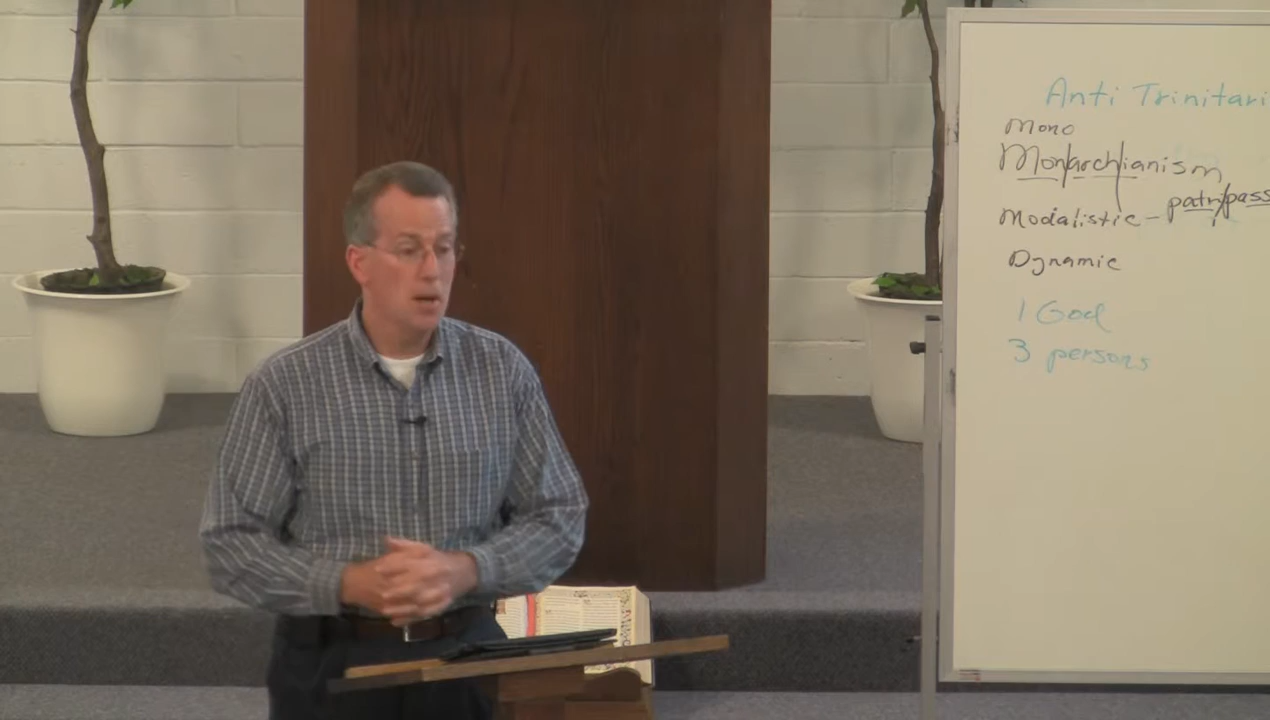 Anti Trinitari
Mono
Monarchianism
Modalistic - patripass
Dynamic
1 God
3 persons